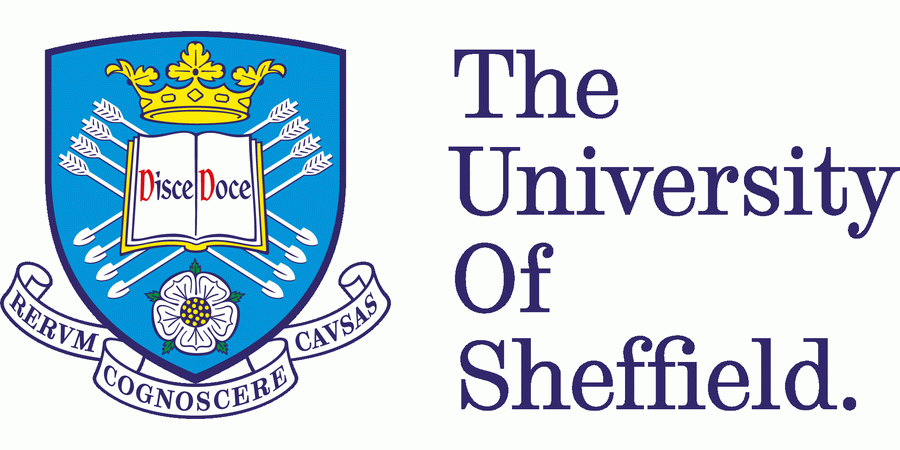 Disce Doce
RERVM COGNOSCERE CAVSAS
The
University
Of
Sheffield.